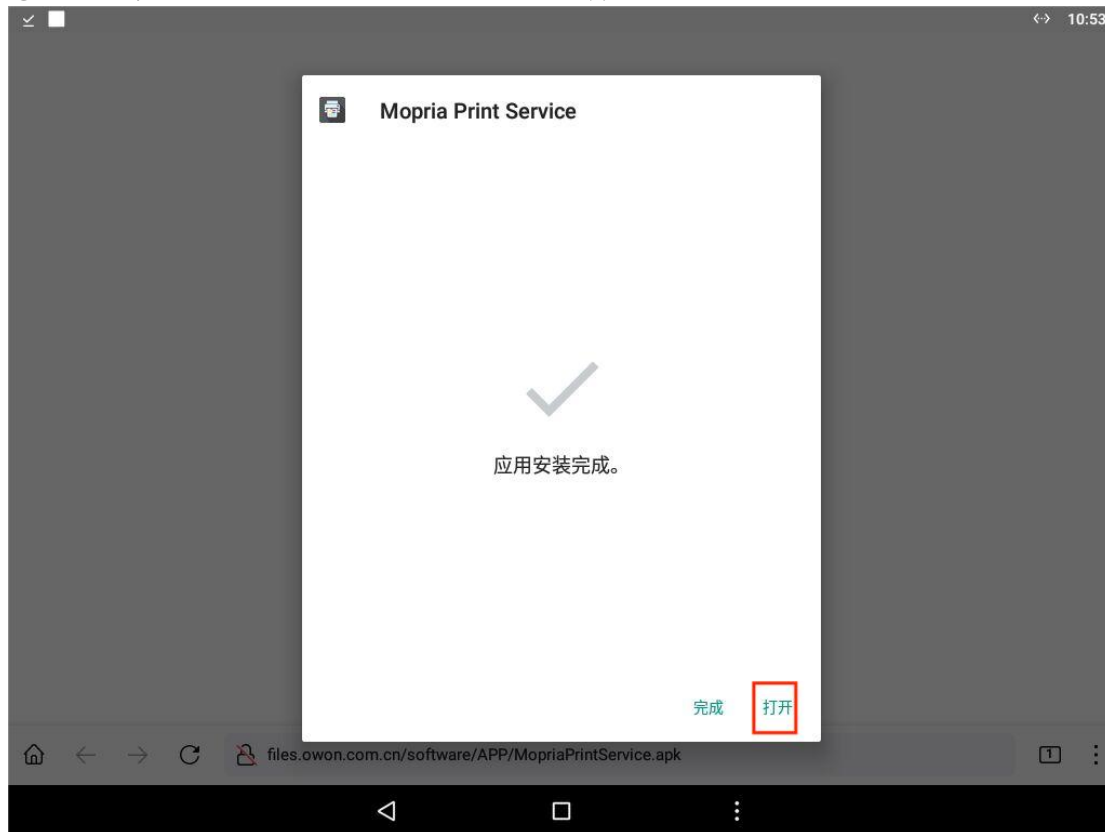 10:53
Mopria Print Service
应用安装完成。
完成 打开
files.owon.com.cn/software/APP/MopriaPrintService.apk
1